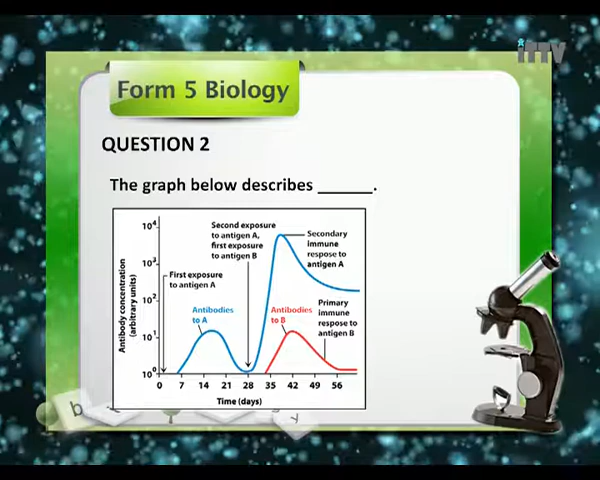 iTTV
Form 5 Biology
QUESTION 2
The graph below describes ______.
Second exposure
to antigen A,
first exposure
to antigen B
Secondary
immune
respose to
antigen A
First exposure
to antigen A
Antibodies
to A
Antibodies
to B
Primary
immune
respose to
antigen B
Antibody concentration
(arbitrary units)
10⁴
10³
10²
10¹
10⁰
0 7 14 21 28 35 42 49 56
Time (days)
b
y